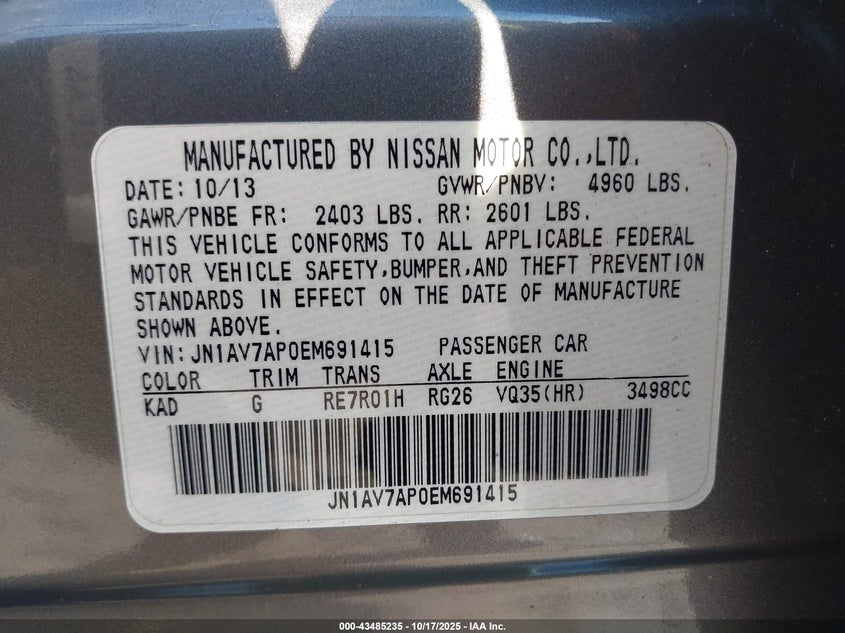 MANUFACTURED BY NISSAN MOTOR CO.,LTD.
DATE: 10/13 GVWR/PNBV: 4960 LBS.
GAWR/PNBE FR: 2403 LBS. RR: 2601 LBS.
THIS VEHICLE CONFORMS TO ALL APPLICABLE FEDERAL
MOTOR VEHICLE SAFETY,BUMPER,AND THEFT PREVENTION
STANDARDS IN EFFECT ON THE DATE OF MANUFACTURE
SHOWN ABOVE.
VIN:JN1AV7AP0EM691415 PASSENGER CAR
COLOR TRIM TRANS AXLE ENGINE
KAD G RE7R01H RG26 VQ35(HR) 3498CC
JN1AV7AP0EM691415
000-43485235 - 10/17/2025 - IAA Inc.